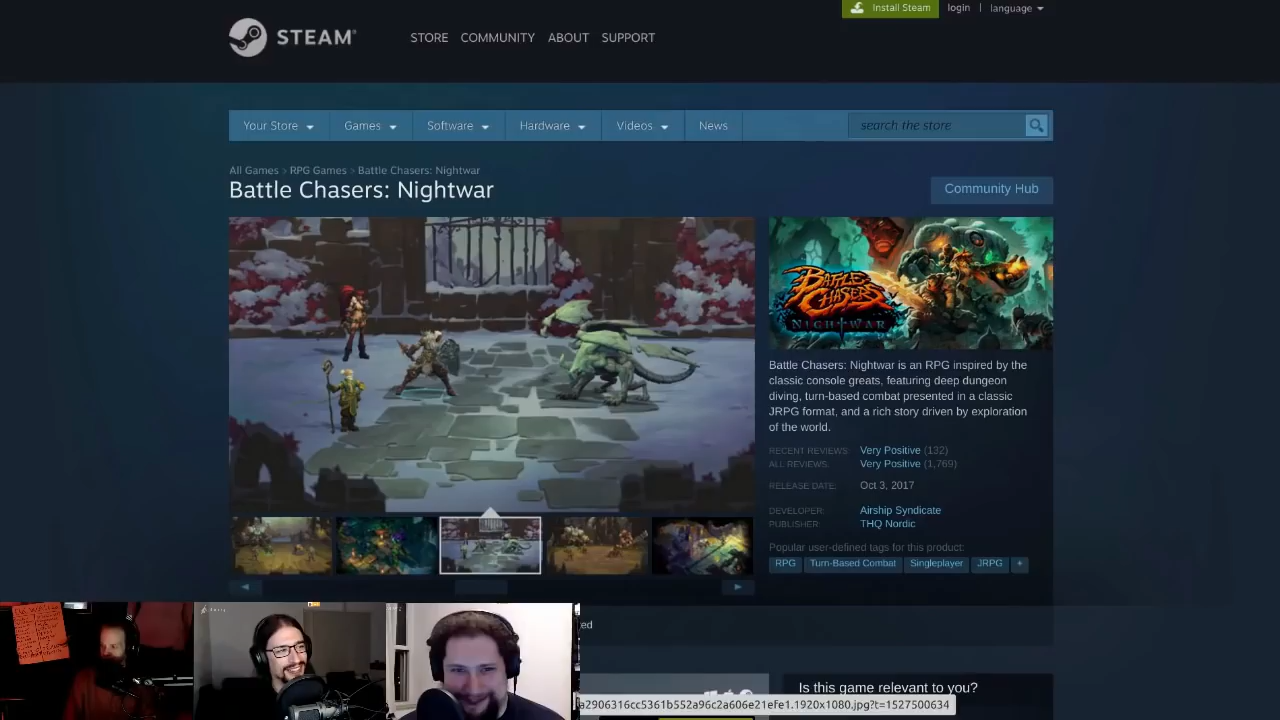 Install Steam
login
language
STEAM
STORE COMMUNITY ABOUT SUPPORT
Your Store Games Software Hardware Videos News
search the store
All Games > RPG Games > Battle Chasers: Nightwar
Battle Chasers: Nightwar
Community Hub
BATTLE
CHASERS
NIGHTWAR
Battle Chasers: Nightwar is an RPG inspired by the
classic console greats, featuring deep dungeon
diving, turn-based combat presented in a classic
JRPG format, and a rich story driven by exploration
of the world.
RECENT REVIEWS: Very Positive (132)
ALL REVIEWS: Very Positive (1,769)
RELEASE DATE: Oct 3, 2017
DEVELOPER: Airship Syndicate
PUBLISHER: THQ Nordic
Popular user-defined tags for this product:
RPG Turn-Based Combat Singleplayer JRPG +
ed
Is this game relevant to you?
a2906316cc5361b552a96c2a606e21efe1.1920x1080.jpg?t=1527500634